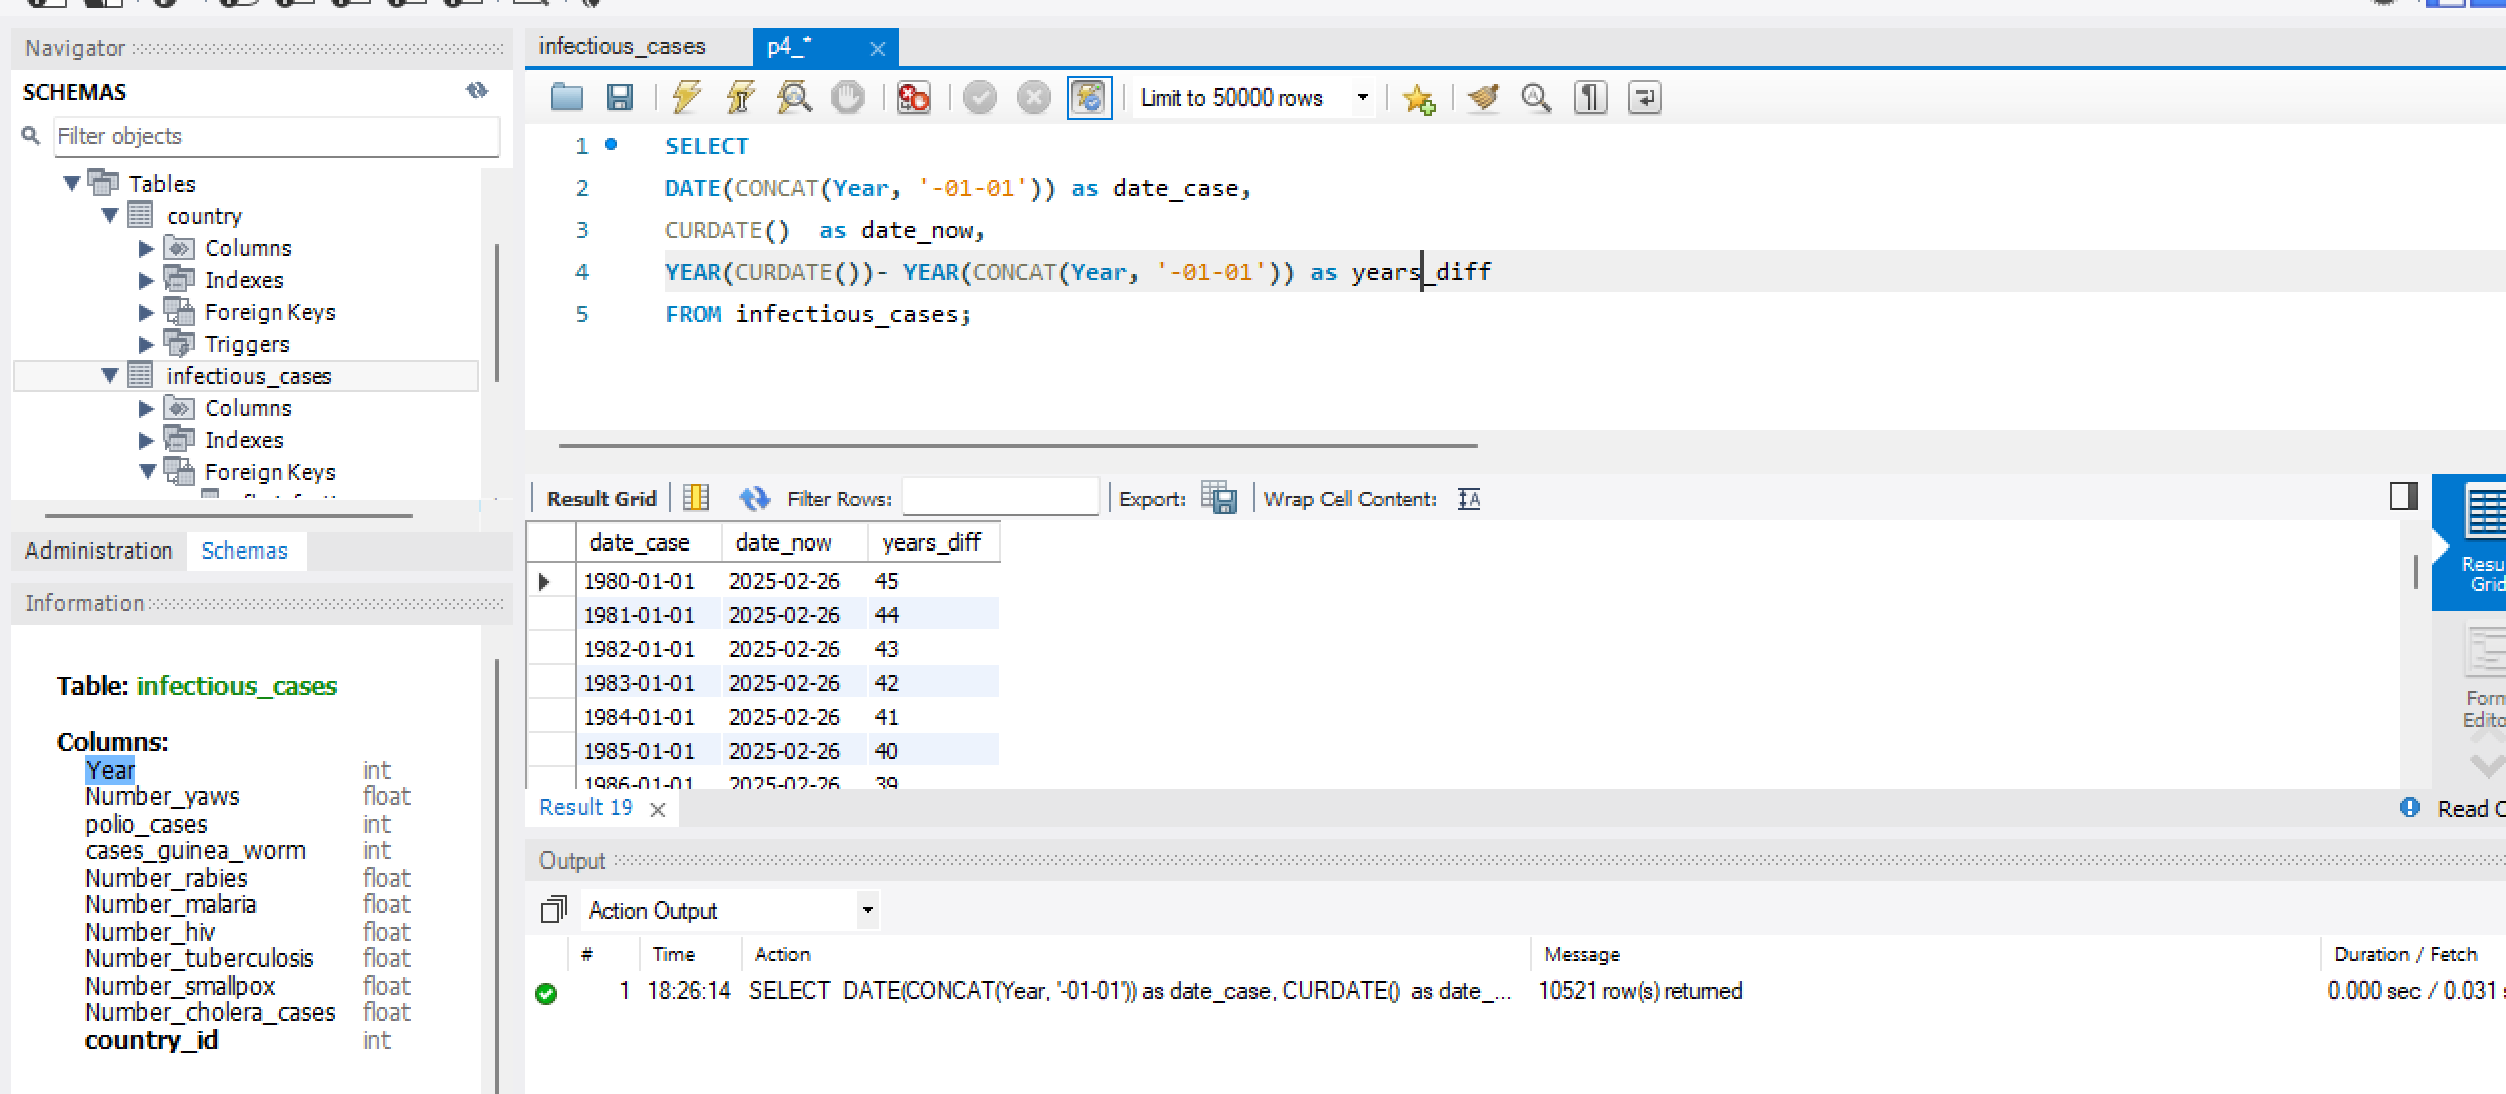 Navigator
SCHEMAS
Filter objects
Tables
country
Columns
Indexes
Foreign Keys
Triggers
infectious_cases
Columns
Indexes
Foreign Keys
Administration Schemas
Information
Table: infectious_cases
Columns:
Year int
Number_yaws float
polio_cases int
cases_guinea_worm int
Number_rabies float
Number_malaria float
Number_hiv float
Number_tuberculosis float
Number_smallpox float
Number_cholera_cases float
country_id int
infectious_cases p4_*
Limit to 50000 rows
1 SELECT
2 DATE(CONCAT(Year, '-01-01')) as date_case,
3 CURDATE()  as date_now,
4 YEAR(CURDATE())- YEAR(CONCAT(Year, '-01-01')) as years_diff
5 FROM infectious_cases;
Result Grid Filter Rows: Export: Wrap Cell Content:
date_case date_now years_diff
1980-01-01 2025-02-26 45
1981-01-01 2025-02-26 44
1982-01-01 2025-02-26 43
1983-01-01 2025-02-26 42
1984-01-01 2025-02-26 41
1985-01-01 2025-02-26 40
1986-01-01 2025-02-26 39
Result 19
Read
Output
Action Output
# Time Action Message Duration / Fetch
1 18:26:14 SELECT  DATE(CONCAT(Year, '-01-01')) as date_case, CURDATE()  as date_... 10521 row(s) returned 0.000 sec / 0.031